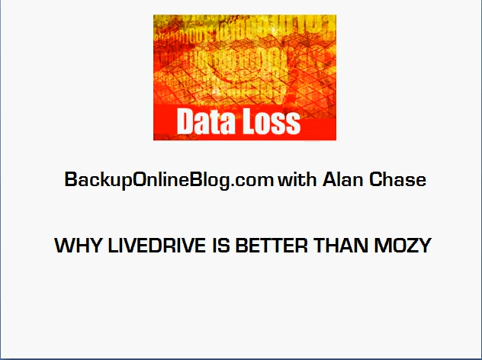 Data Loss
BackupOnlineBlog.com with Alan Chase
WHY LIVEDRIVE IS BETTER THAN MOZY